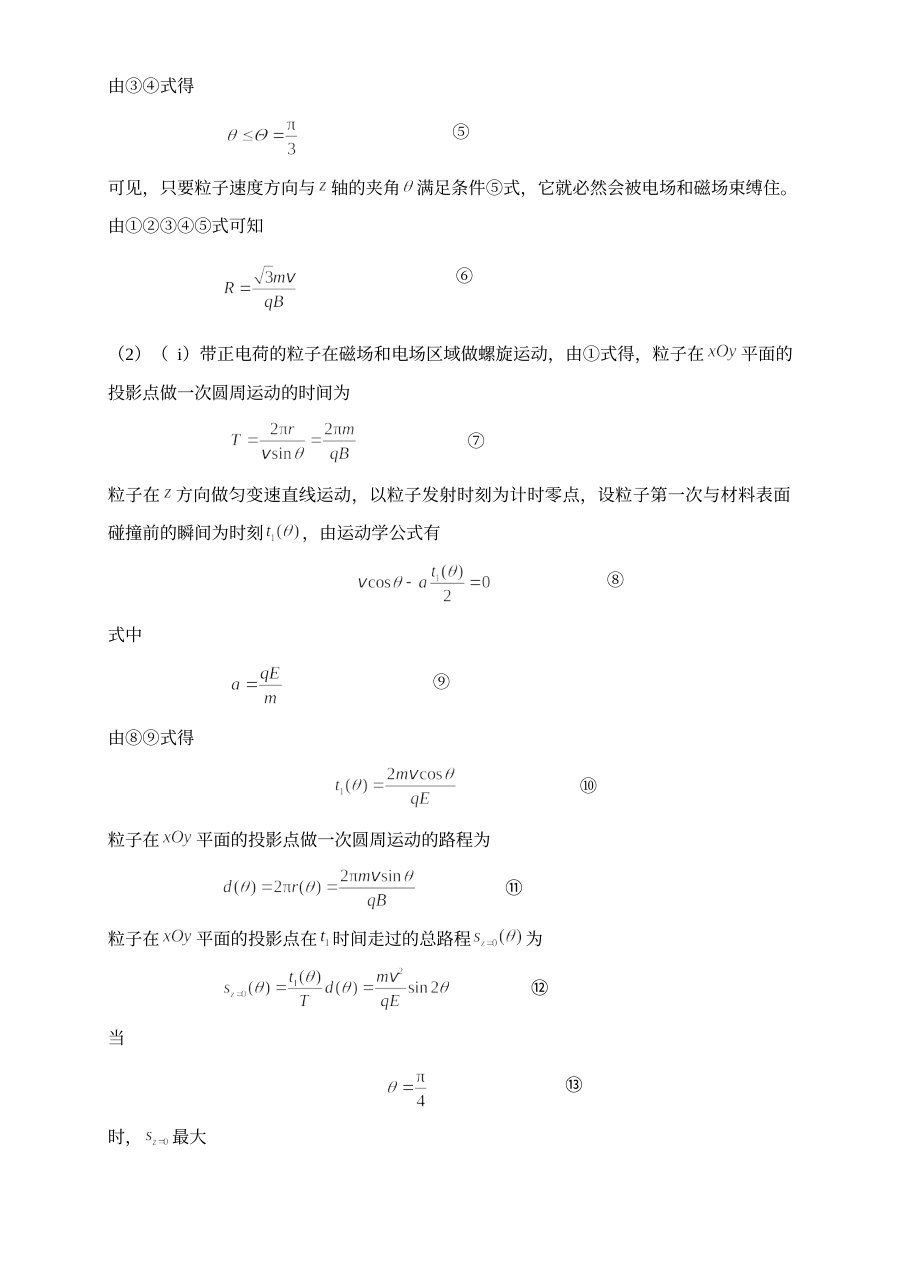 由③④式得
θ ≤Θ=π/3 ⑤
可见，只要粒子速度方向与 z 轴的夹角 θ 满足条件⑤式，它就必然会被电场和磁场束缚住。
由①②③④⑤式可知
R=√3mv/qB ⑥
（2）（ i）带正电荷的粒子在磁场和电场区域做螺旋运动，由①式得，粒子在 xOy 平面的
投影点做一次圆周运动的时间为
T=2πr/vsinθ=2πm/qB ⑦
粒子在 z 方向做匀变速直线运动，以粒子发射时刻为计时零点，设粒子第一次与材料表面
碰撞前的瞬间为时刻 t₁(θ)，由运动学公式有
vcosθ- a t₁(θ)/2=0 ⑧
式中
a=qE/m ⑨
由⑧⑨式得
t₁(θ)=2mvcosθ/qE ⑩
粒子在 xOy 平面的投影点做一次圆周运动的路程为
d(θ)=2πr(θ)=2πmvsinθ/qB ⑪
粒子在 xOy 平面的投影点在 t₁ 时间走过的总路程 s_{z=0}(θ) 为
s_{z=0}(θ)=t₁(θ)/T d(θ)=mv²/qE sin2θ ⑫
当
θ=π/4 ⑬
时， s_{z=0} 最大